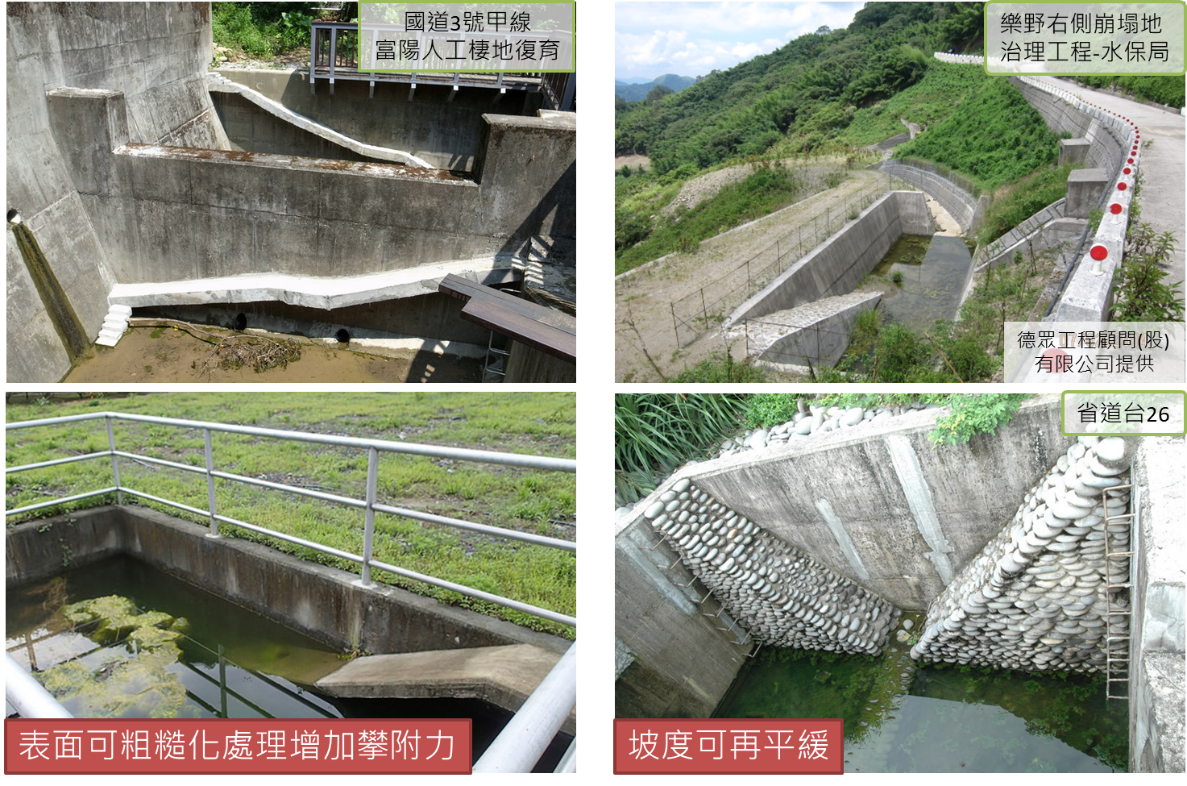 國道3號甲線
富陽人工棲地復育
樂野右側崩塌地
治理工程-水保局
德眾工程顧問(股)
有限公司提供
省道台26
表面可粗糙化處理增加攀附力
坡度可再平緩